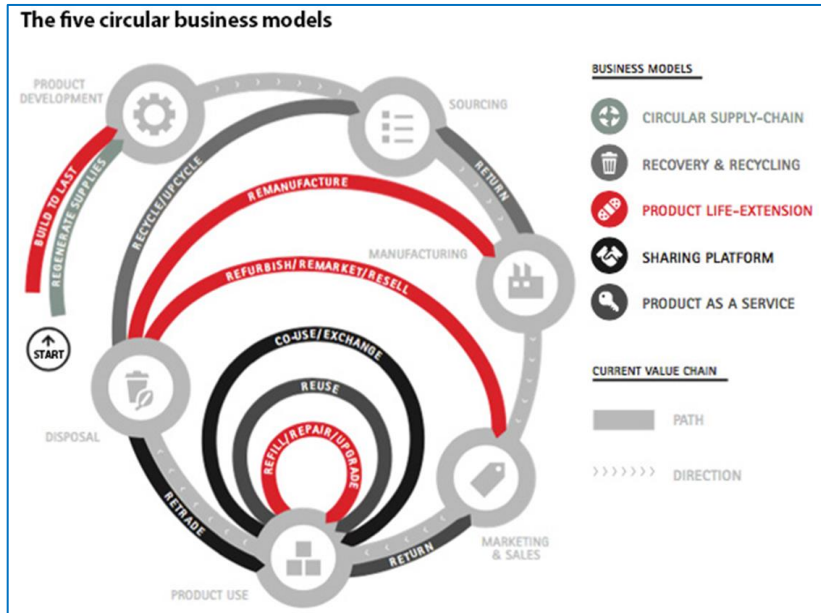 The five circular business models
PRODUCT
DEVELOPMENT
SOURCING
BUILD TO LAST
REGENERATE SUPPLIES
RECYCLE/UPCYCLE
REMANUFACTURE
RETURN
MANUFACTURING
REFURBISH/REMARKET/RESELL
START
CO-USE/EXCHANGE
REUSE
REFILL/REPAIR/UPGRADE
DISPOSAL
RETRADE
RETURN
MARKETING
& SALES
PRODUCT USE
BUSINESS MODELS
CIRCULAR SUPPLY-CHAIN
RECOVERY & RECYCLING
PRODUCT LIFE-EXTENSION
SHARING PLATFORM
PRODUCT AS A SERVICE
CURRENT VALUE CHAIN
PATH
DIRECTION